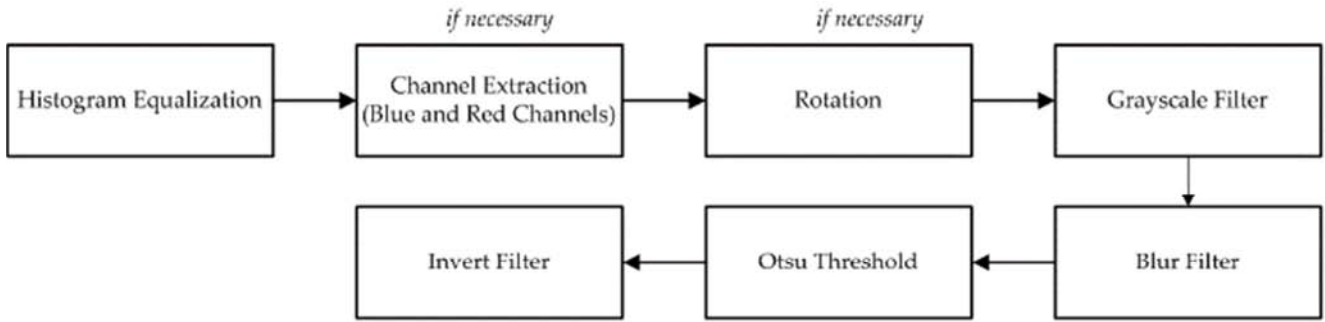 if necessary
if necessary
Histogram Equalization
Channel Extraction
(Blue and Red Channels)
Rotation
Grayscale Filter
Blur Filter
Otsu Threshold
Invert Filter